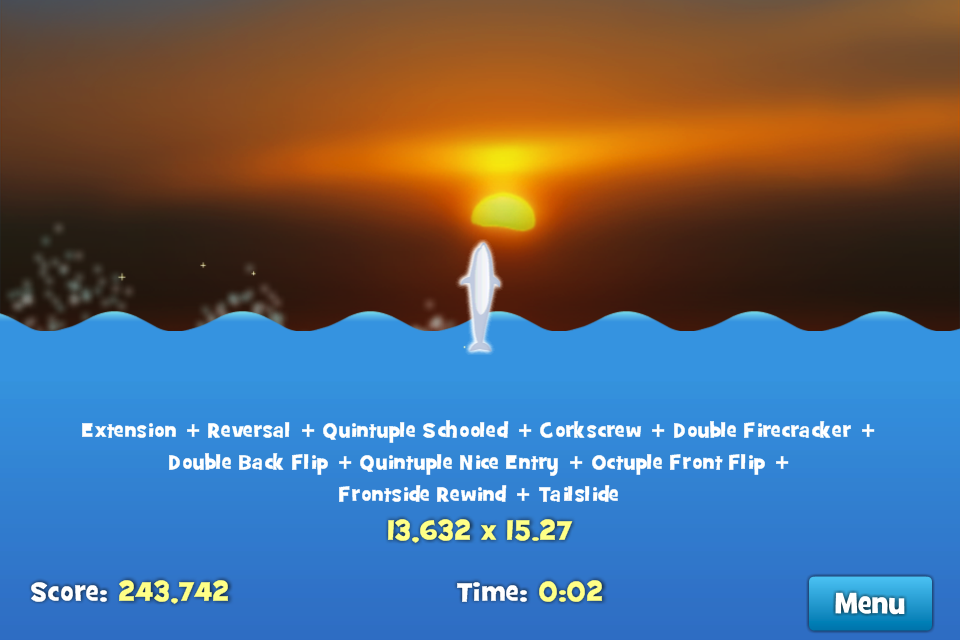 Extension + Reversal + Quintuple Schooled + Corkscrew + Double Firecracker +
Double Back Flip + Quintuple Nice Entry + Octuple Front Flip +
Frontside Rewind + Tailslide
13,632 x 15.27
Score: 243,742 Time: 0:02 Menu